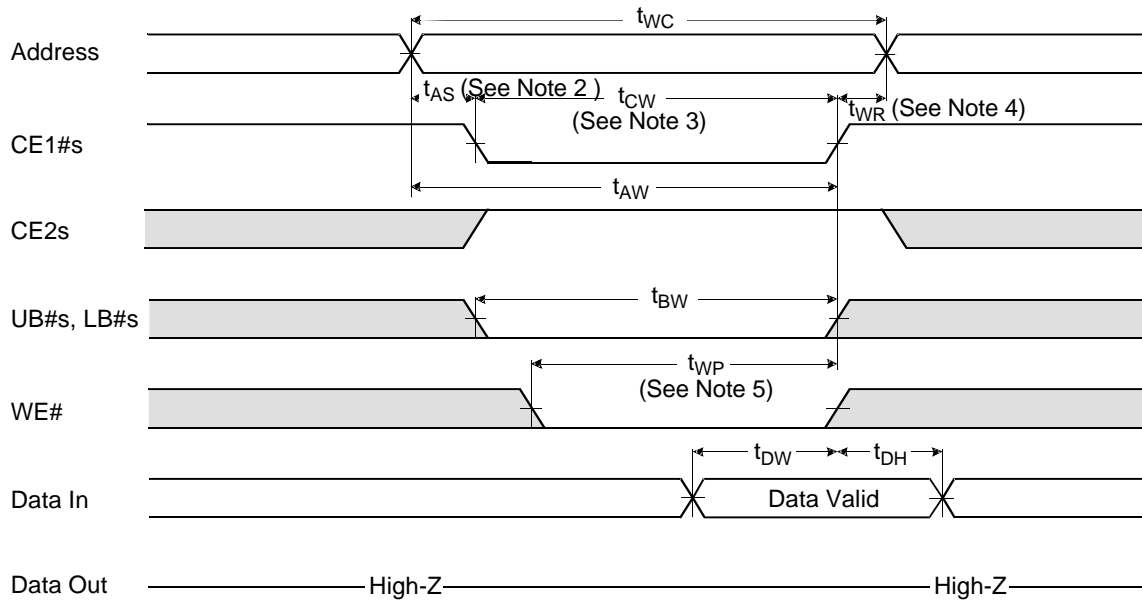 tWC
Address
tAS (See Note 2 )
tCW
(See Note 3)
tWR (See Note 4)
CE1#s
tAW
CE2s
tBW
UB#s, LB#s
tWP
(See Note 5)
WE#
tDW
tDH
Data In
Data Valid
Data Out
High-Z
High-Z